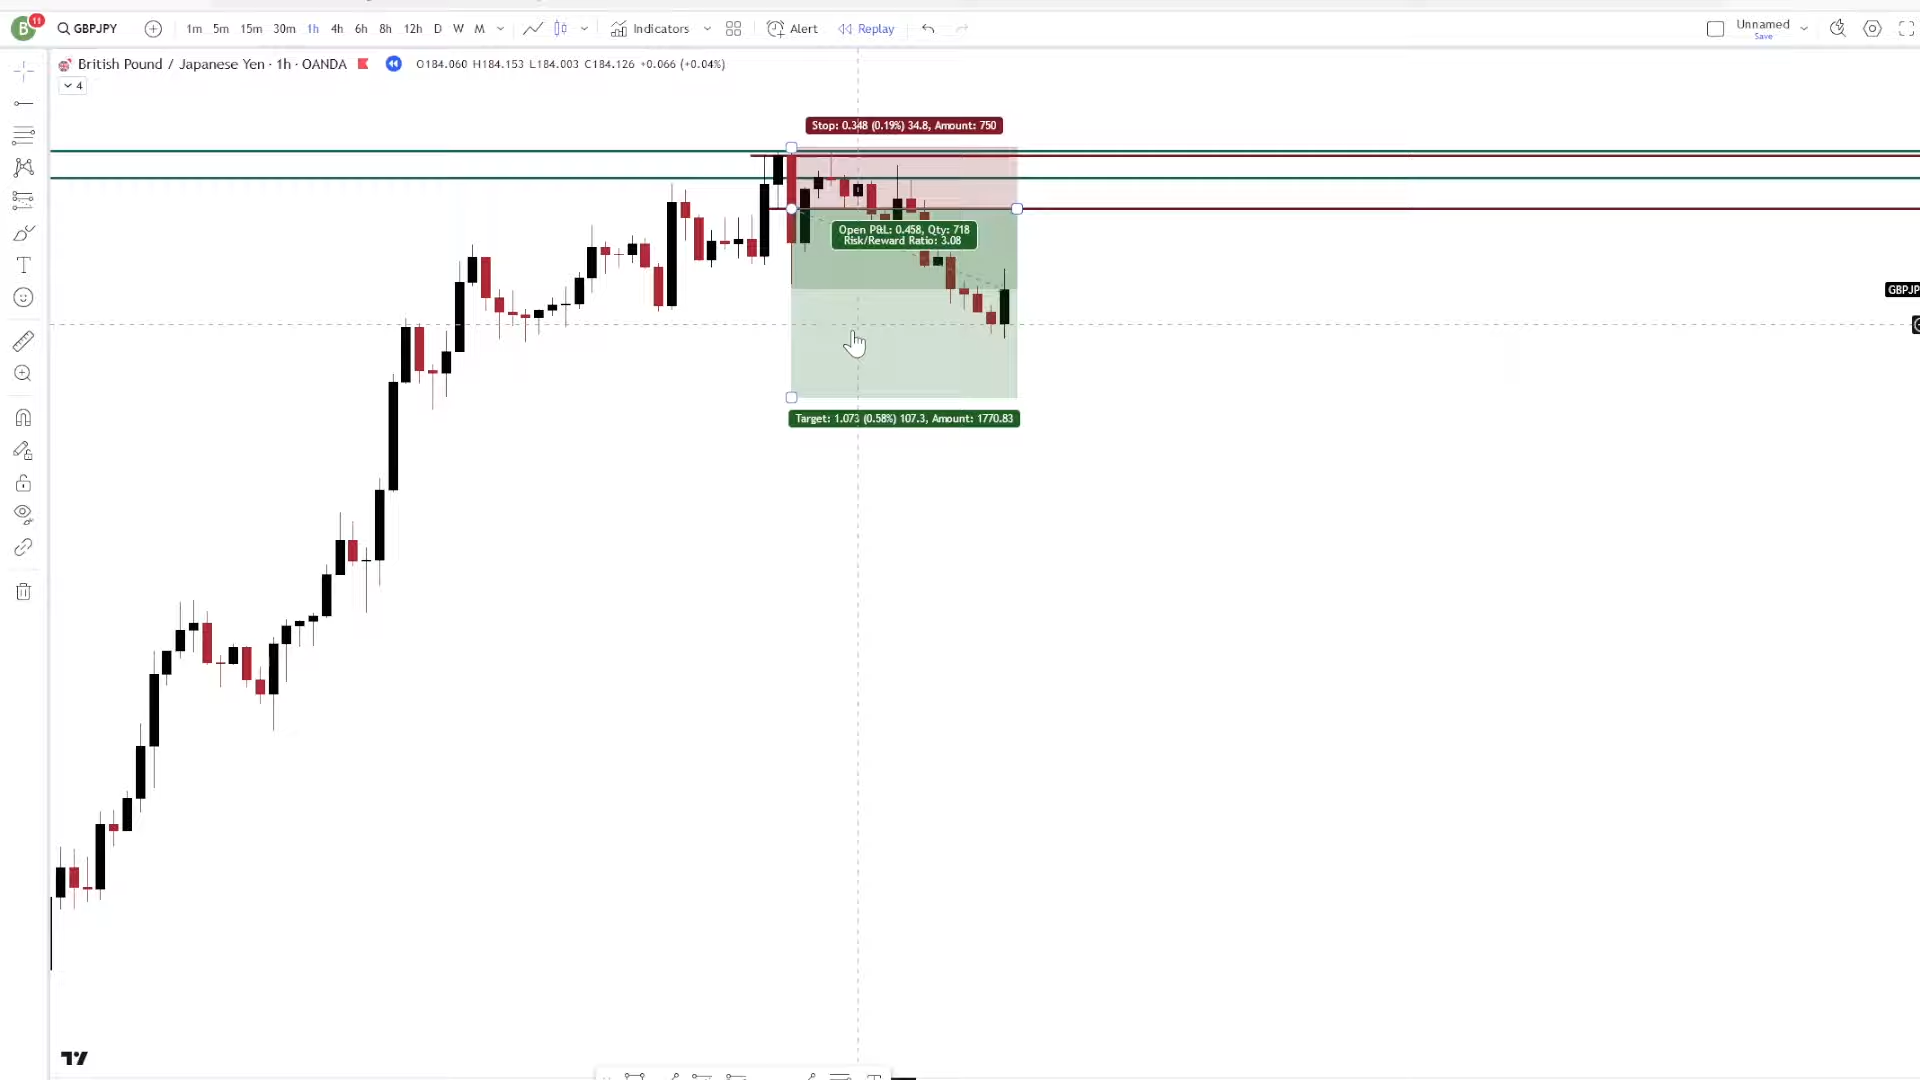 B 11 GBPJPY 1m 5m 15m 30m 1h 4h 6h 8h 12h D W M Indicators Alert Replay Unnamed
Save
British Pound / Japanese Yen · 1h · OANDA O184.060 H184.153 L184.003 C184.126 +0.066 (+0.04%)
4
Stop: 0.348 (0.19%) 34.8, Amount: 750
Open P&L: 0.458, Qty: 718
Risk/Reward Ratio: 3.08
GBPJP
Target: 1.073 (0.58%) 107.3, Amount: 1770.83